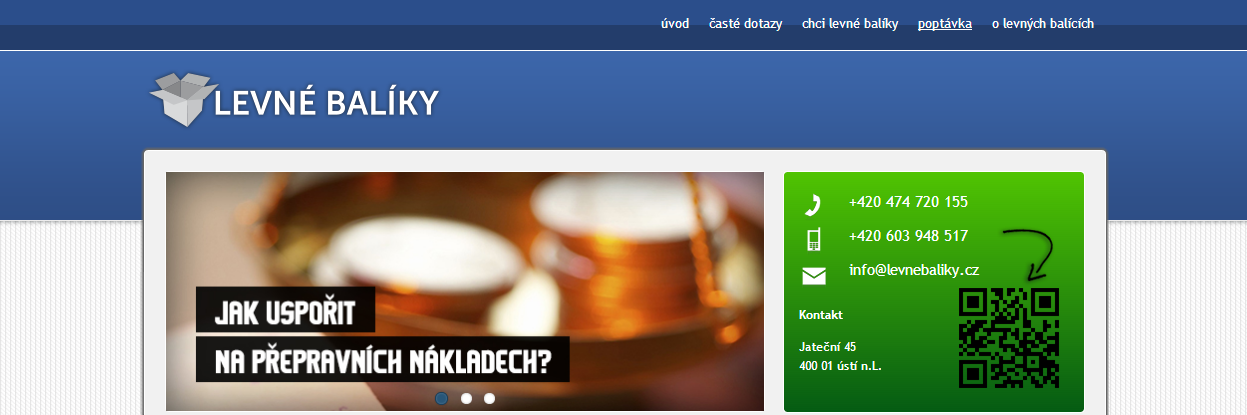 úvod časté dotazy chci levné balíky poptávka o levných balících
LEVNÉ BALÍKY
JAK USPOŘIT
NA PŘEPRAVNÍCH NÁKLADECH?
+420 474 720 155
+420 603 948 517
info@levnebaliky.cz
Kontakt
Jateční 45
400 01 ústí n.L.